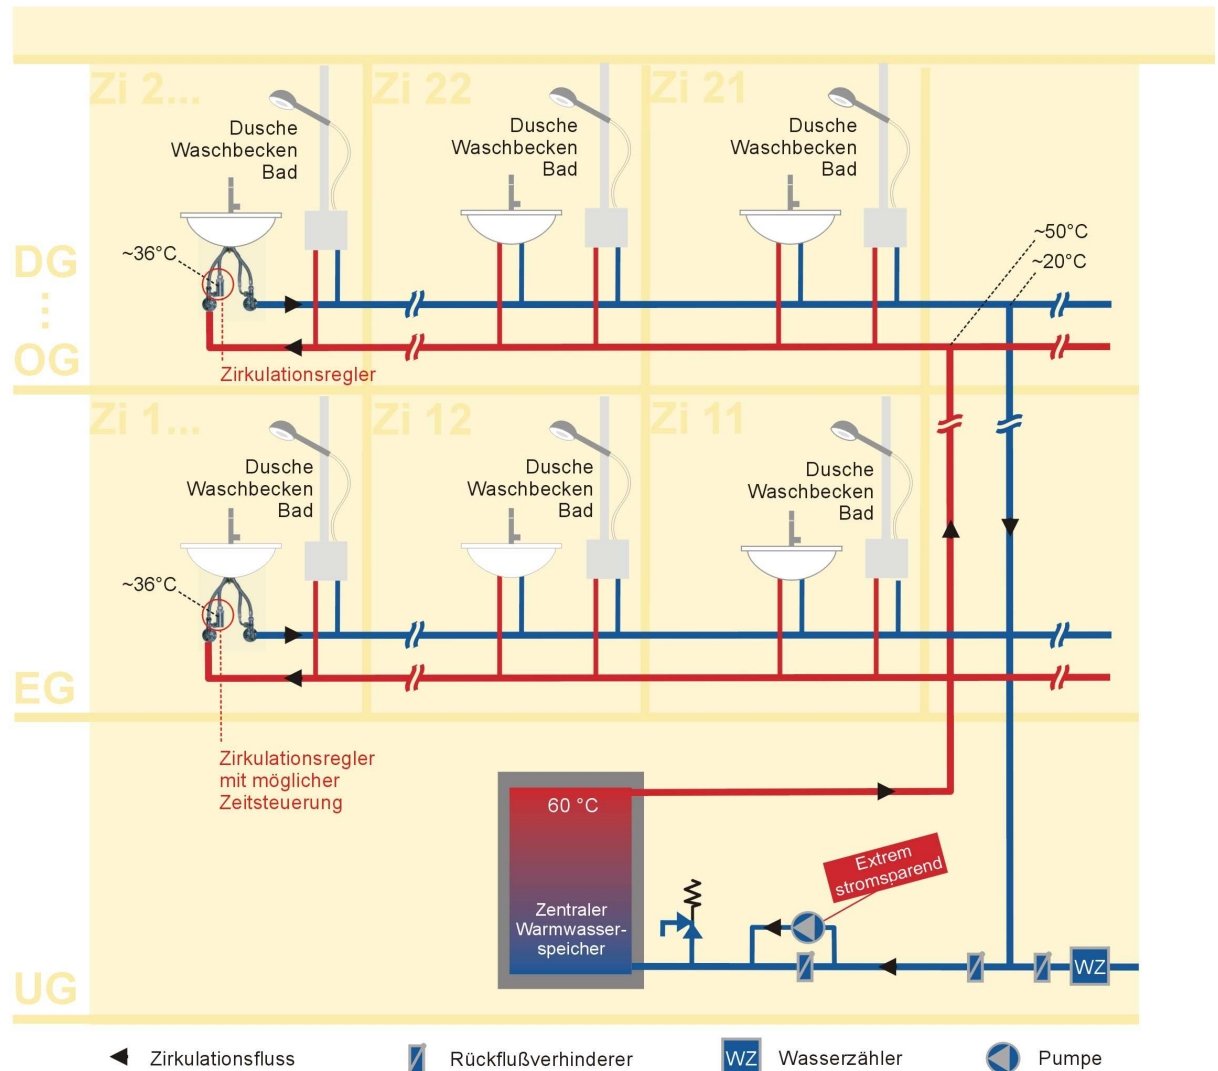 Zi 2...
Zi 22
Zi 21
Dusche
Waschbecken
Bad
Dusche
Waschbecken
Bad
Dusche
Waschbecken
Bad
~36°C
~50°C
~20°C
DG
⋮
OG
Zirkulationsregler
Zi 1...
Zi 12
Zi 11
Dusche
Waschbecken
Bad
Dusche
Waschbecken
Bad
Dusche
Waschbecken
Bad
~36°C
EG
Zirkulationsregler
mit möglicher
Zeitsteuerung
60 °C
Zentraler
Warmwasser-
speicher
Extrem
stromsparend
WZ
UG
Zirkulationsfluss
Rückflußverhinderer
WZ
Wasserzähler
Pumpe